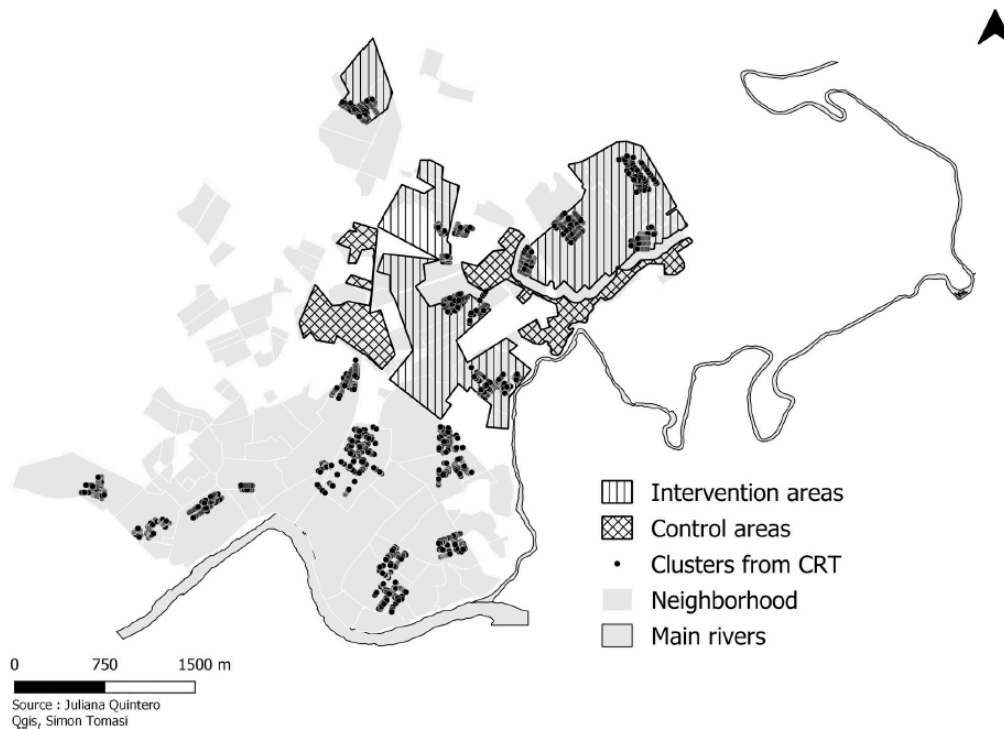 Intervention areas
Control areas
Clusters from CRT
Neighborhood
Main rivers
0 750 1500 m
Source : Juliana Quintero
Qgis, Simon Tomasi